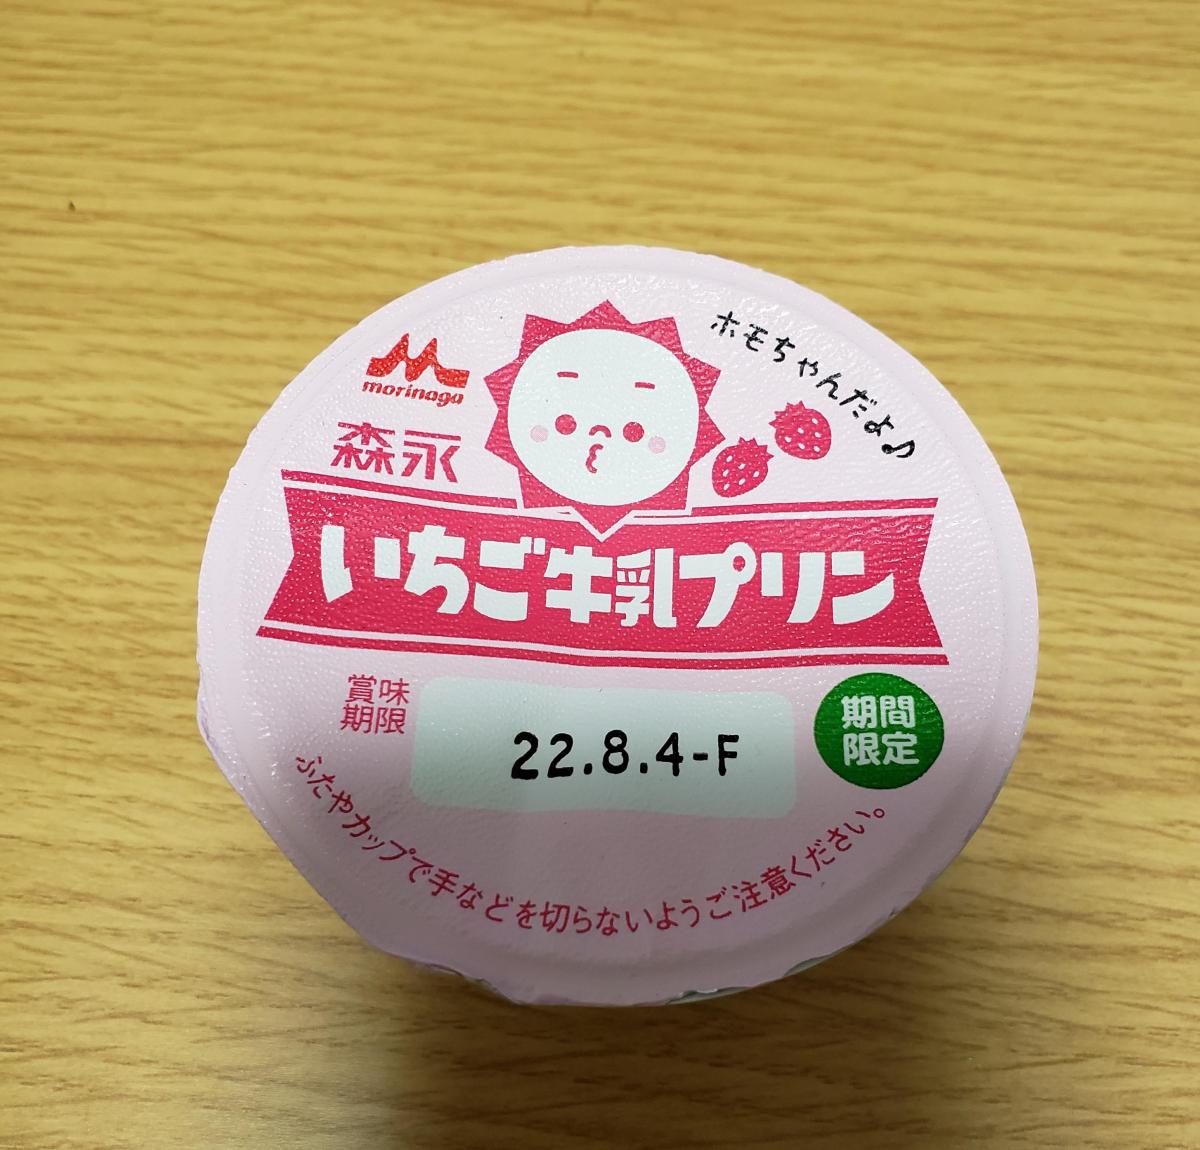 morinaga
森永
ホモちゃんだよ♪
いちご牛乳プリン
賞味
期限
22.8.4-F
期間
限定
ふたやカップで手などを切らないようご注意ください。